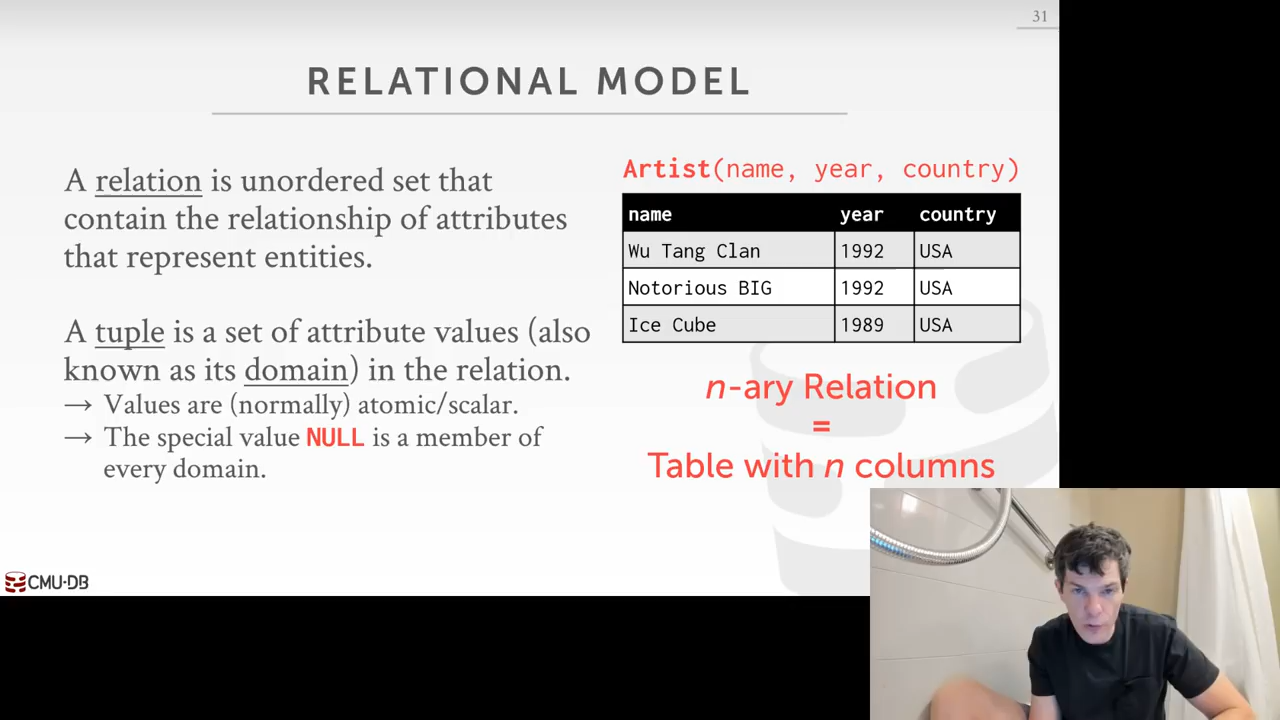 31
RELATIONAL MODEL
A relation is unordered set that
contain the relationship of attributes
that represent entities.
A tuple is a set of attribute values (also
known as its domain) in the relation.
→ Values are (normally) atomic/scalar.
→ The special value NULL is a member of
every domain.
Artist(name, year, country)
name year country
Wu Tang Clan 1992 USA
Notorious BIG 1992 USA
Ice Cube 1989 USA
n-ary Relation
=
Table with n columns
CMU·DB